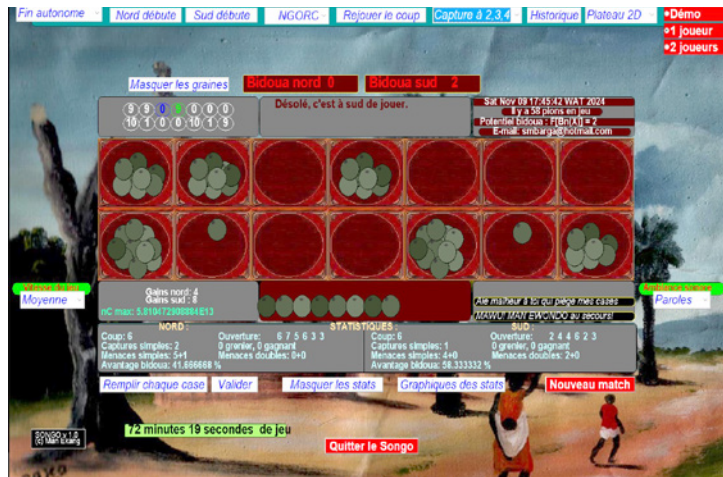 Fin autonome Nord débute Sud débute NGORC Rejouer le coup Capture à 2,3,4 Historique Plateau 2D Démo
1 joueur
2 joueurs
Masquer les graines Bidoua nord 0 Bidoua sud 2
9 9 0 9 0 0 0
10 1 0 0 10 1 9
Désolé, c'est à sud de jouer.
Sat Nov 09 17:45:42 WAT 2024
Il y a 58 pions en jeu
Potentiel bidoua : F[Bn(X)] = 2
E-mail: smbarga@hotmail.com
Gains nord: 4
Gains sud : 8
nC max: 5.810472908884E13
Aie malheur à toi qui piège mes cases
MAWU! MAN EWONDO au secours!
Moyenne
Paroles
NORD : STATISTIQUES : SUD :
Coup: 6 Ouverture: 6 7 5 6 3 3 Coup: 6 Ouverture: 2 4 4 6 2 3
Captures simples: 2 0 grenier, 0 gagnant Captures simples: 1 0 grenier, 0 gagnant
Menaces simples: 5+1 Menaces doubles: 0+0 Menaces simples: 4+0 Menaces doubles: 2+0
Avantage bidoua: 41.666668 % Avantage bidoua: 58.333332 %
Remplir chaque case Valider Masquer les stats Graphiques des stats Nouveau match
72 minutes 19 secondes de jeu
SONGO v 1.0
(c) Man Ekang
Quitter le Songo